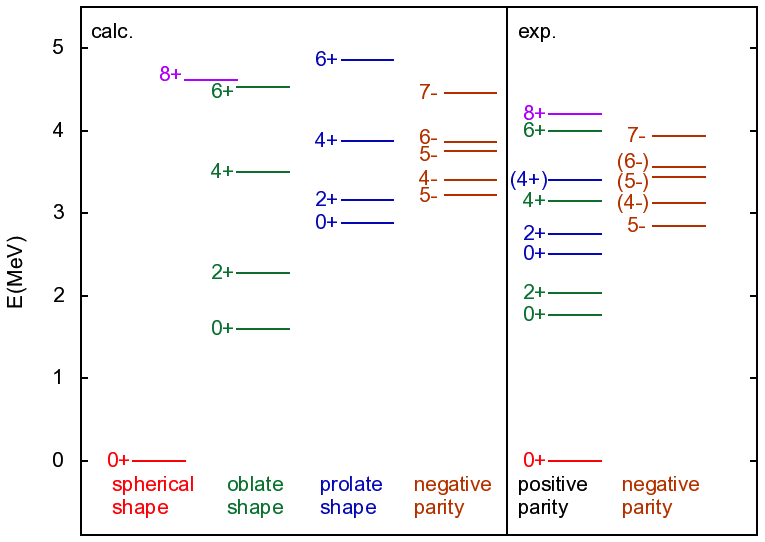 calc.
exp.
E(MeV)
5
4
3
2
1
0
8+
0+
spherical
shape
6+
4+
2+
0+
oblate
shape
6+
4+
2+
0+
prolate
shape
7-
6-
5-
4-
5-
negative
parity
8+
6+
(4+)
4+
2+
0+
2+
0+
0+
positive
parity
7-
(6-)
(5-)
(4-)
5-
negative
parity